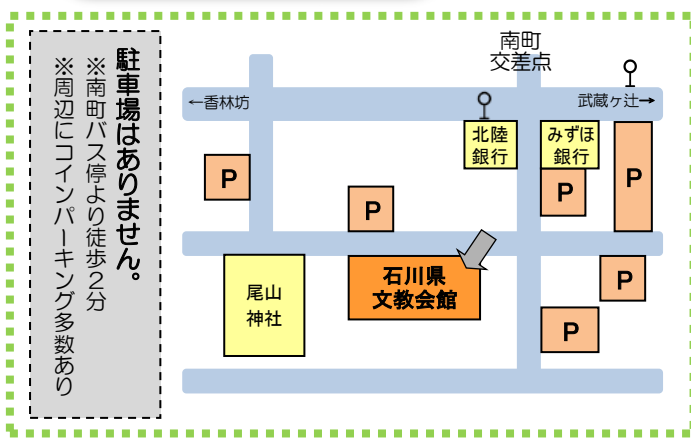 駐車場はありません。
※南町バス停より徒歩2分
※周辺にコインパーキング多数あり
南町
交差点
←香林坊
武蔵ヶ辻→
北陸
銀行
みずほ
銀行
P
P
P
P
石川県
文教会館
尾山
神社
P
P